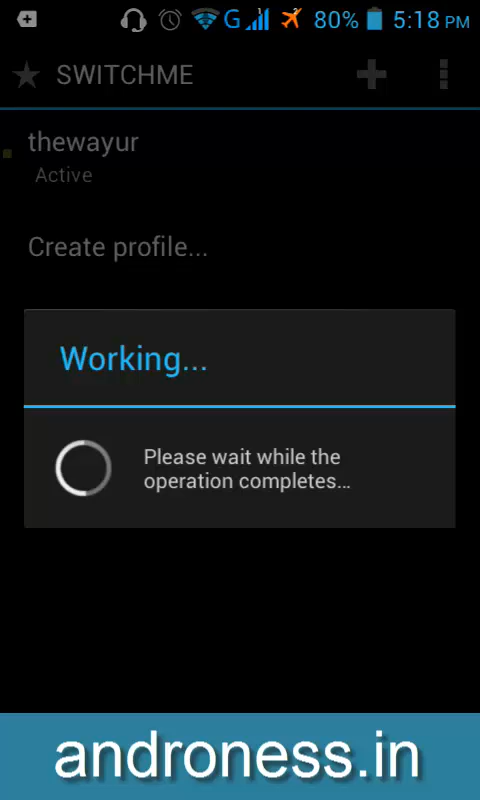 G 80% 5:18 PM
SWITCHME
thewayur
Active
Create profile...
Working...
Please wait while the
operation completes...
androness.in